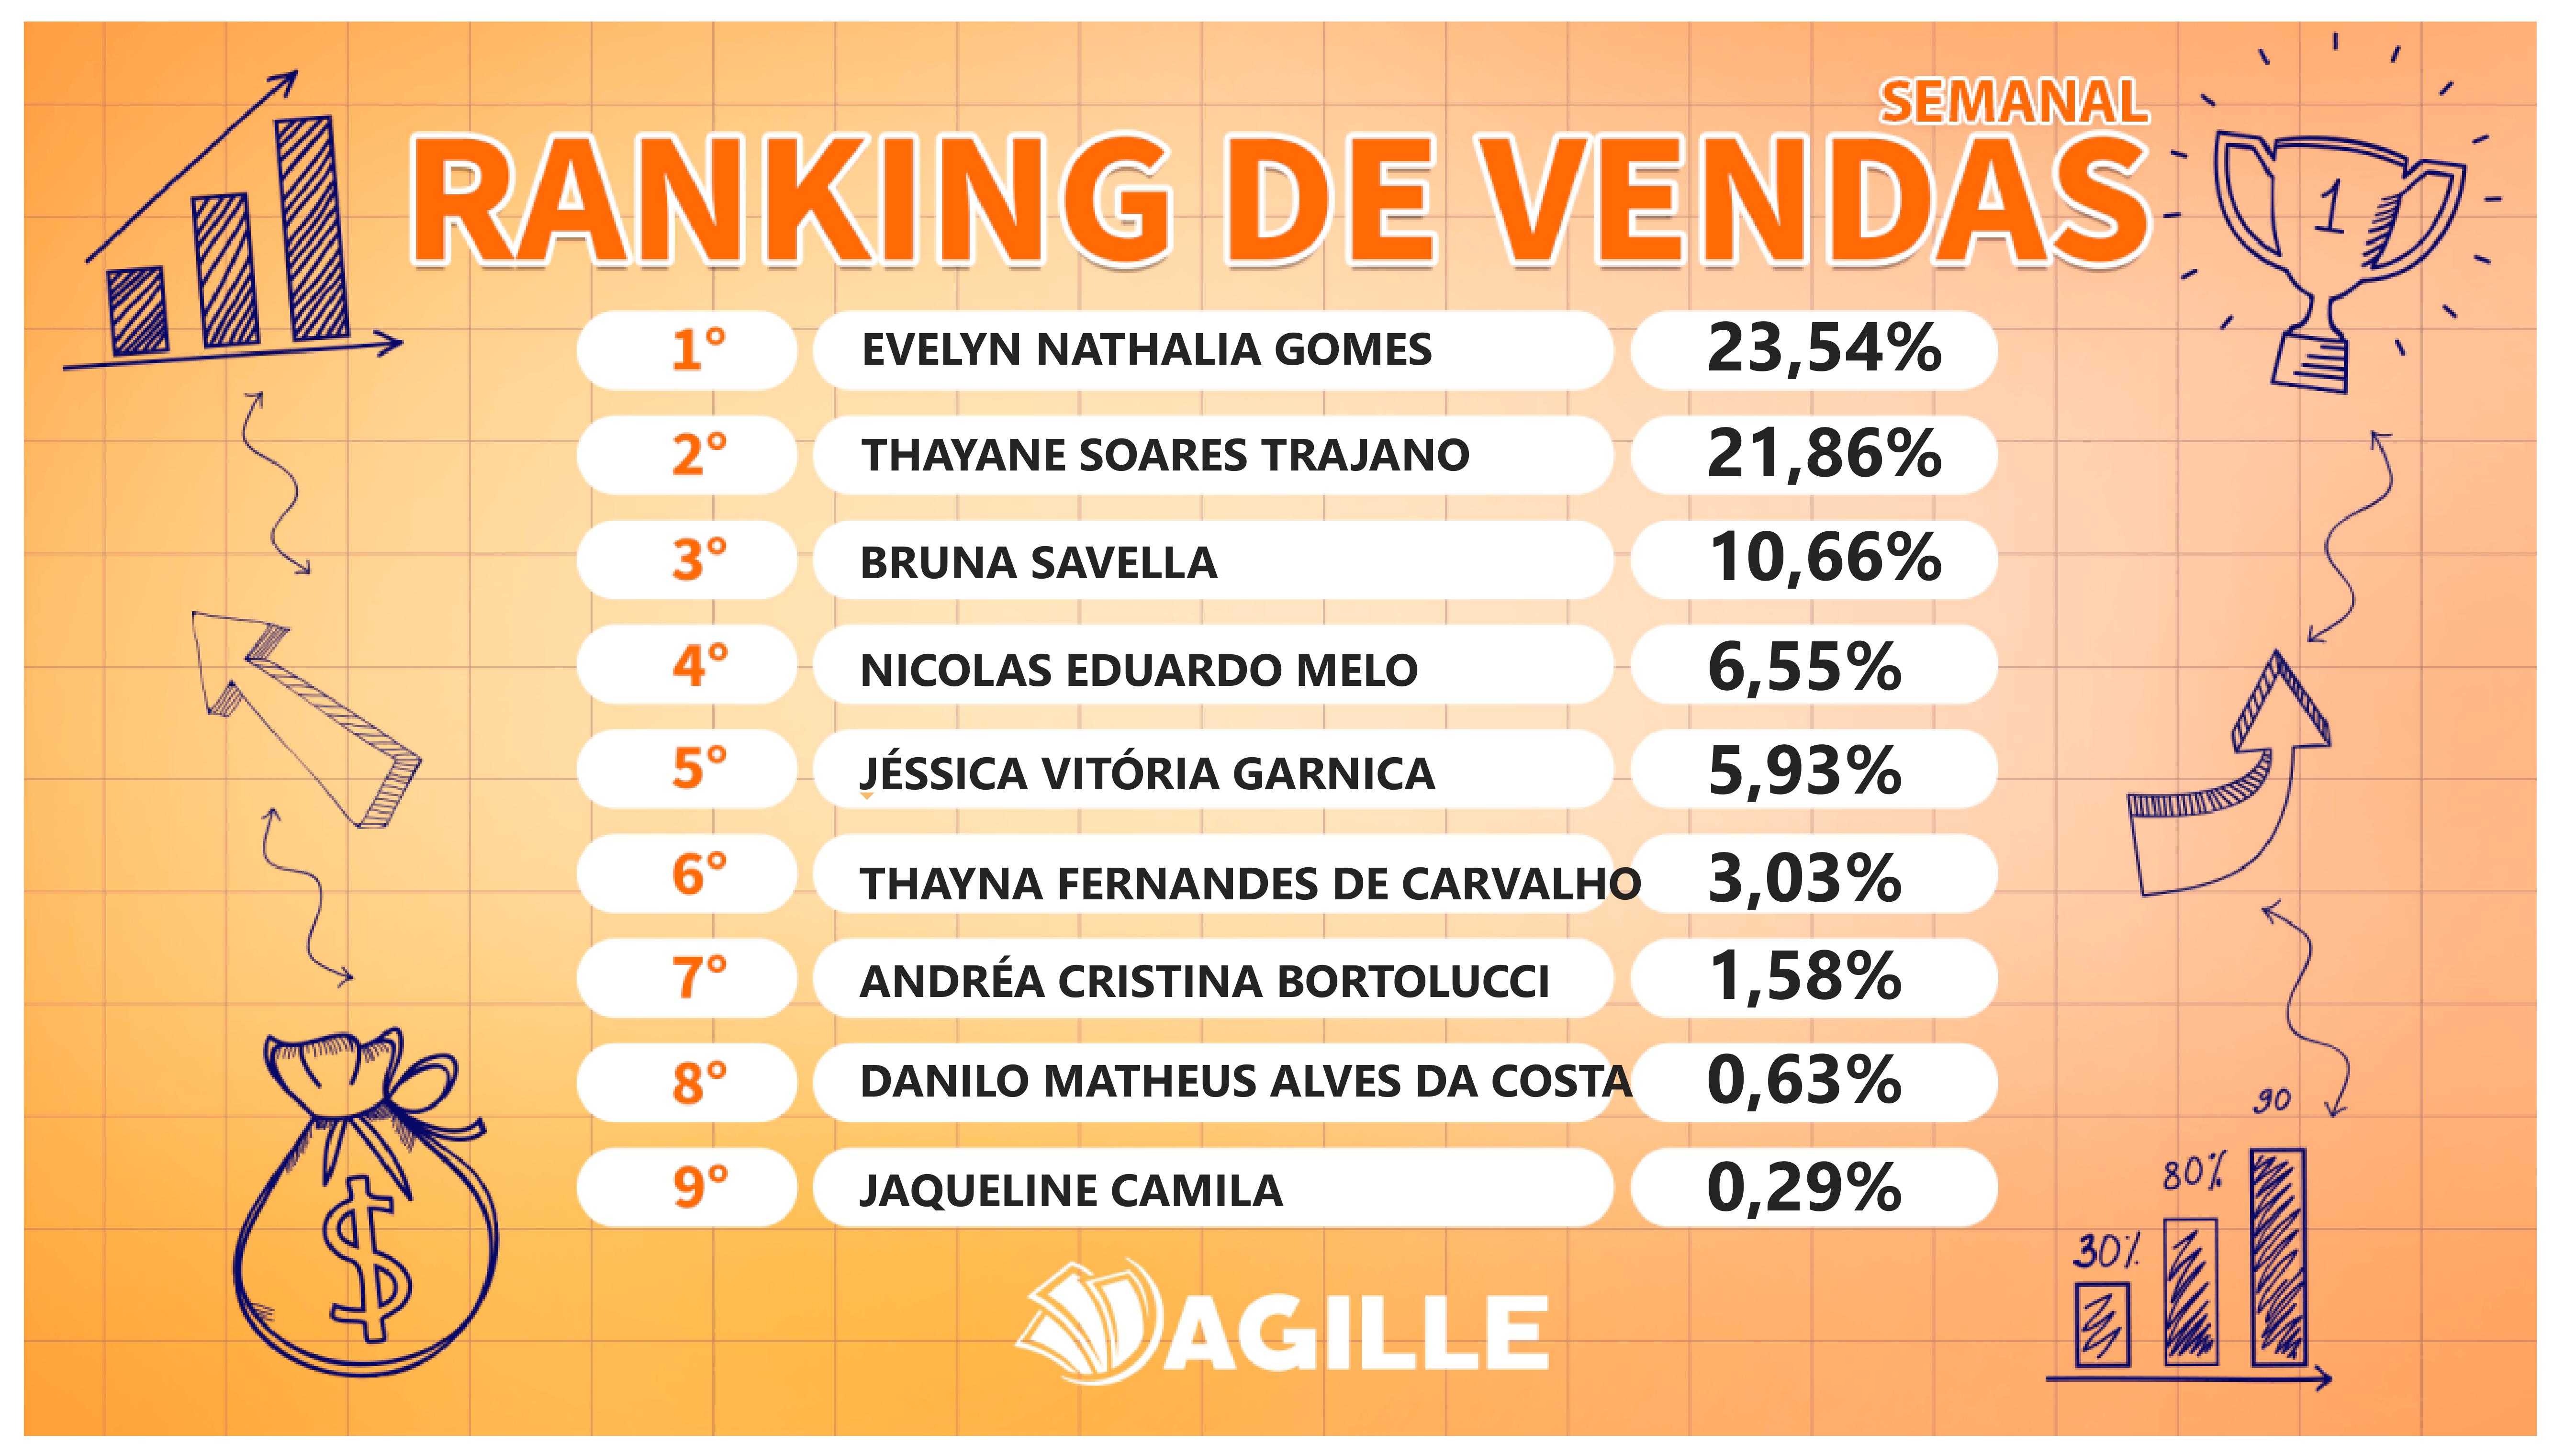 SEMANAL
RANKING DE VENDAS
1
1° EVELYN NATHALIA GOMES 23,54%
2° THAYANE SOARES TRAJANO 21,86%
3° BRUNA SAVELLA 10,66%
4° NICOLAS EDUARDO MELO 6,55%
5° JÉSSICA VITÓRIA GARNICA 5,93%
6° THAYNA FERNANDES DE CARVALHO 3,03%
7° ANDRÉA CRISTINA BORTOLUCCI 1,58%
8° DANILO MATHEUS ALVES DA COSTA 0,63%
9° JAQUELINE CAMILA 0,29%
90
80%
30%
$
AGILLE